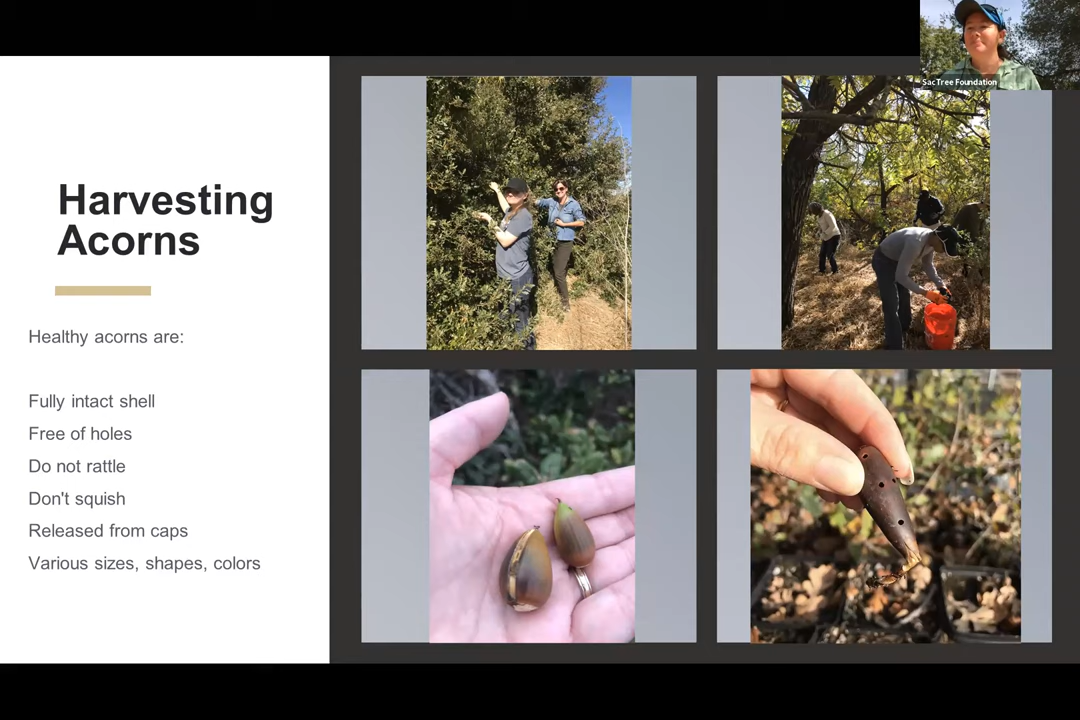 SacTree Foundation
Harvesting
Acorns
Healthy acorns are:
Fully intact shell
Free of holes
Do not rattle
Don't squish
Released from caps
Various sizes, shapes, colors